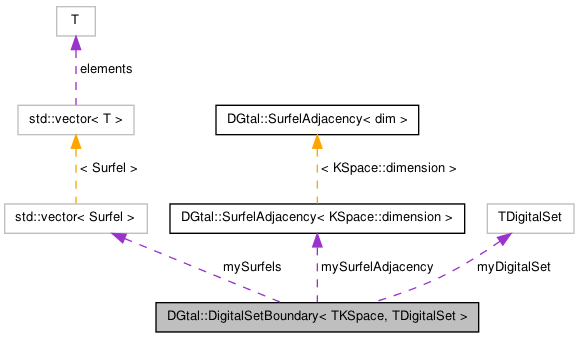 T
elements
std::vector< T >
DGtal::SurfelAdjacency< dim >
< Surfel >
< KSpace::dimension >
std::vector< Surfel >
DGtal::SurfelAdjacency< KSpace::dimension >
TDigitalSet
mySurfels
mySurfelAdjacency
myDigitalSet
DGtal::DigitalSetBoundary< TKSpace, TDigitalSet >